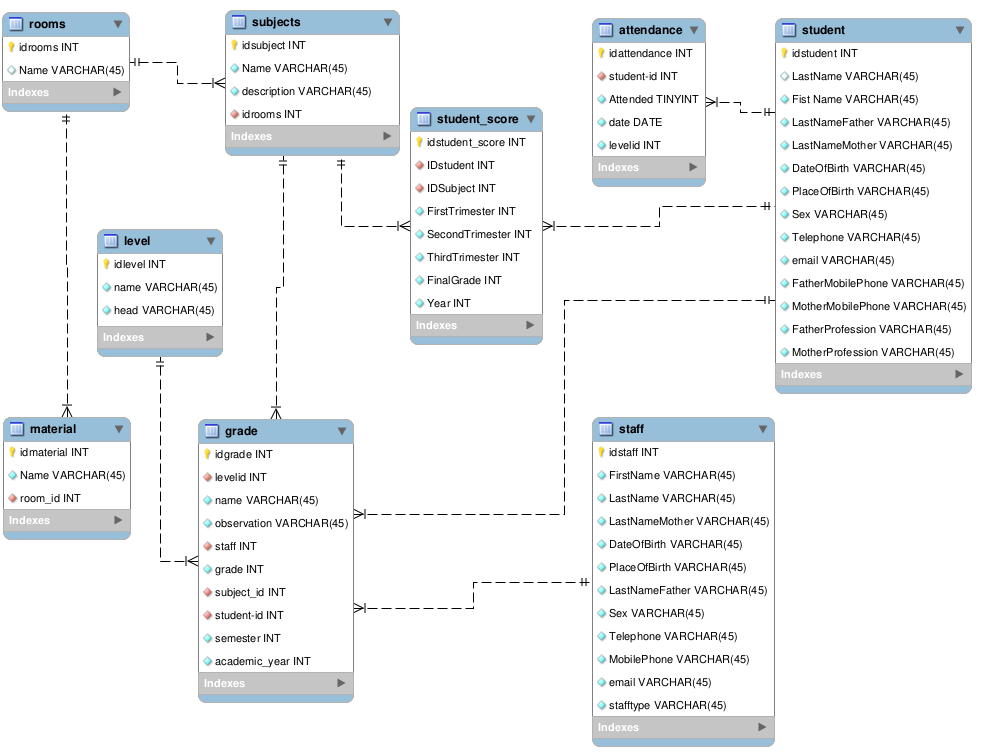 rooms
idrooms INT
Name VARCHAR(45)
Indexes
subjects
idsubject INT
Name VARCHAR(45)
description VARCHAR(45)
idrooms INT
Indexes
student_score
idstudent_score INT
IDstudent INT
IDSubject INT
FirstTrimester INT
SecondTrimester INT
ThirdTrimester INT
FinalGrade INT
Year INT
Indexes
attendance
idattendance INT
student-id INT
Attended TINYINT
date DATE
levelid INT
Indexes
student
idstudent INT
LastName VARCHAR(45)
Fist Name VARCHAR(45)
LastNameFather VARCHAR(45)
LastNameMother VARCHAR(45)
DateOfBirth VARCHAR(45)
PlaceOfBirth VARCHAR(45)
Sex VARCHAR(45)
Telephone VARCHAR(45)
email VARCHAR(45)
FatherMobilePhone VARCHAR(45)
MotherMobilePhone VARCHAR(45)
FatherProfession VARCHAR(45)
MotherProfession VARCHAR(45)
Indexes
level
idlevel INT
name VARCHAR(45)
head VARCHAR(45)
Indexes
material
idmaterial INT
Name VARCHAR(45)
room_id INT
Indexes
grade
idgrade INT
levelid INT
name VARCHAR(45)
observation VARCHAR(45)
staff INT
grade INT
subject_id INT
student-id INT
semester INT
academic_year INT
Indexes
staff
idstaff INT
FirstName VARCHAR(45)
LastName VARCHAR(45)
LastNameMother VARCHAR(45)
DateOfBirth VARCHAR(45)
PlaceOfBirth VARCHAR(45)
LastNameFather VARCHAR(45)
Sex VARCHAR(45)
Telephone VARCHAR(45)
MobilePhone VARCHAR(45)
email VARCHAR(45)
stafftype VARCHAR(45)
Indexes